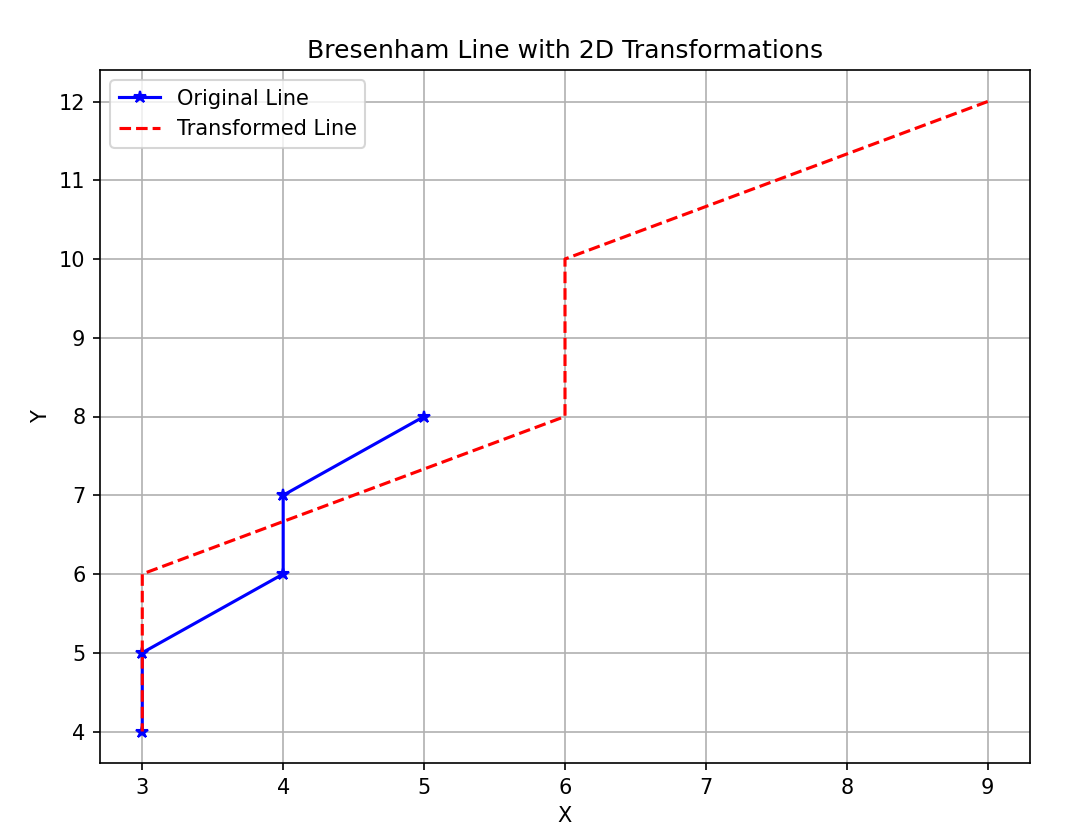 Bresenham Line with 2D Transformations
Original Line
Transformed Line
12
11
10
9
8
7
6
5
4
Y
3 4 5 6 7 8 9
X